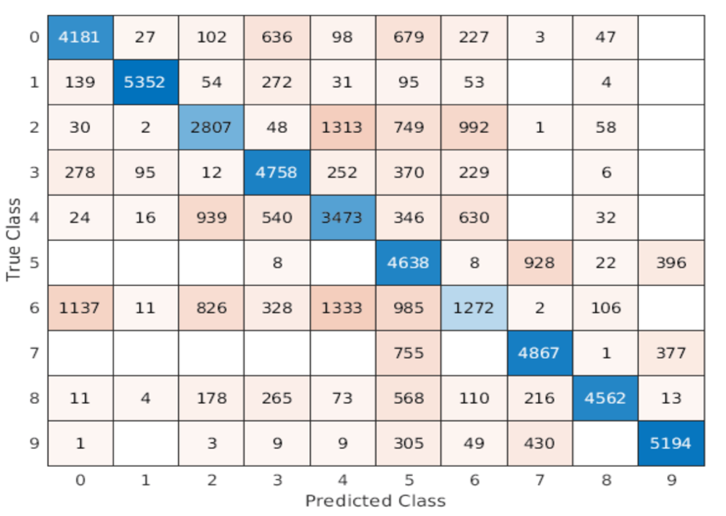 True Class
0 4181 27 102 636 98 679 227 3 47
1 139 5352 54 272 31 95 53 4
2 30 2 2807 48 1313 749 992 1 58
3 278 95 12 4758 252 370 229 6
4 24 16 939 540 3473 346 630 32
5 8 4638 8 928 22 396
6 1137 11 826 328 1333 985 1272 2 106
7 755 4867 1 377
8 11 4 178 265 73 568 110 216 4562 13
9 1 3 9 9 305 49 430 5194
0 1 2 3 4 5 6 7 8 9
Predicted Class